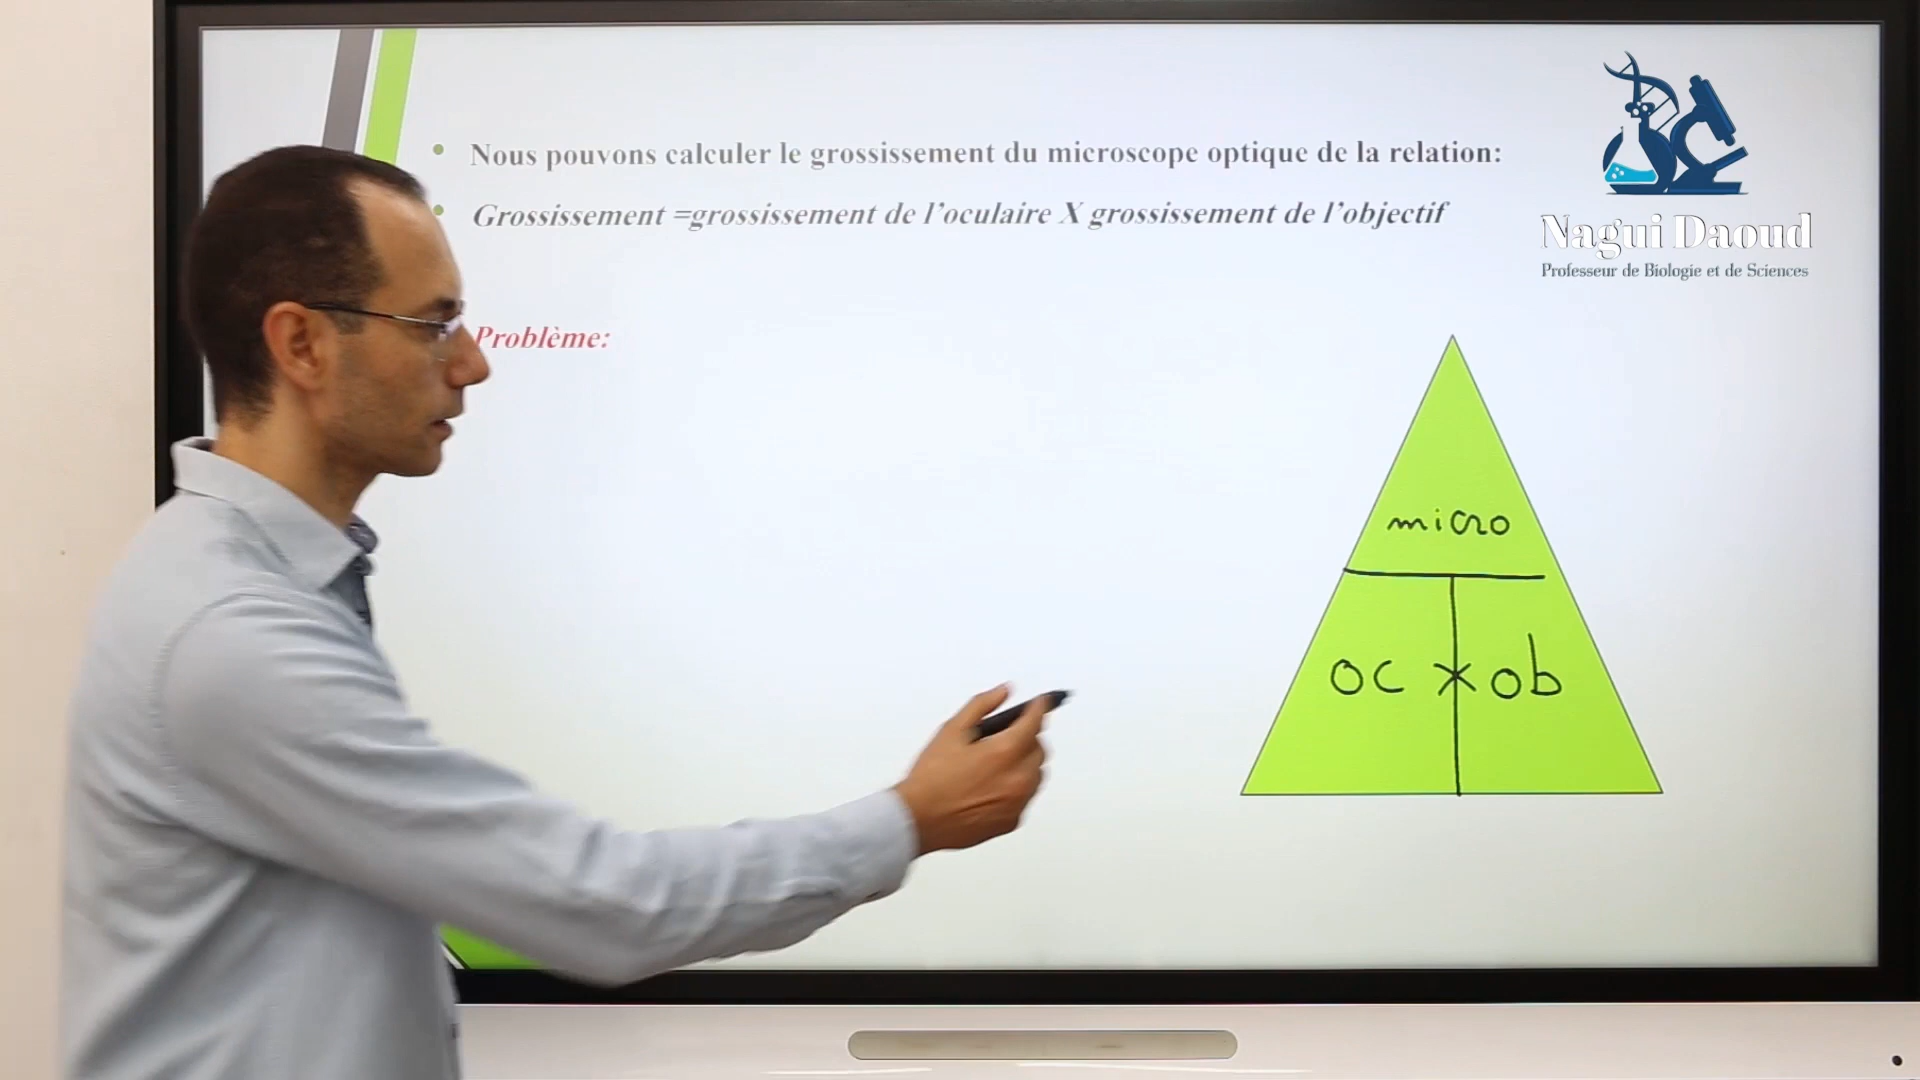 Nous pouvons calculer le grossissement du microscope optique de la relation:
Grossissement =grossissement de l'oculaire X grossissement de l'objectif
Nagui Daoud
Professeur de Biologie et de Sciences
Problème:
micro
oc × ob